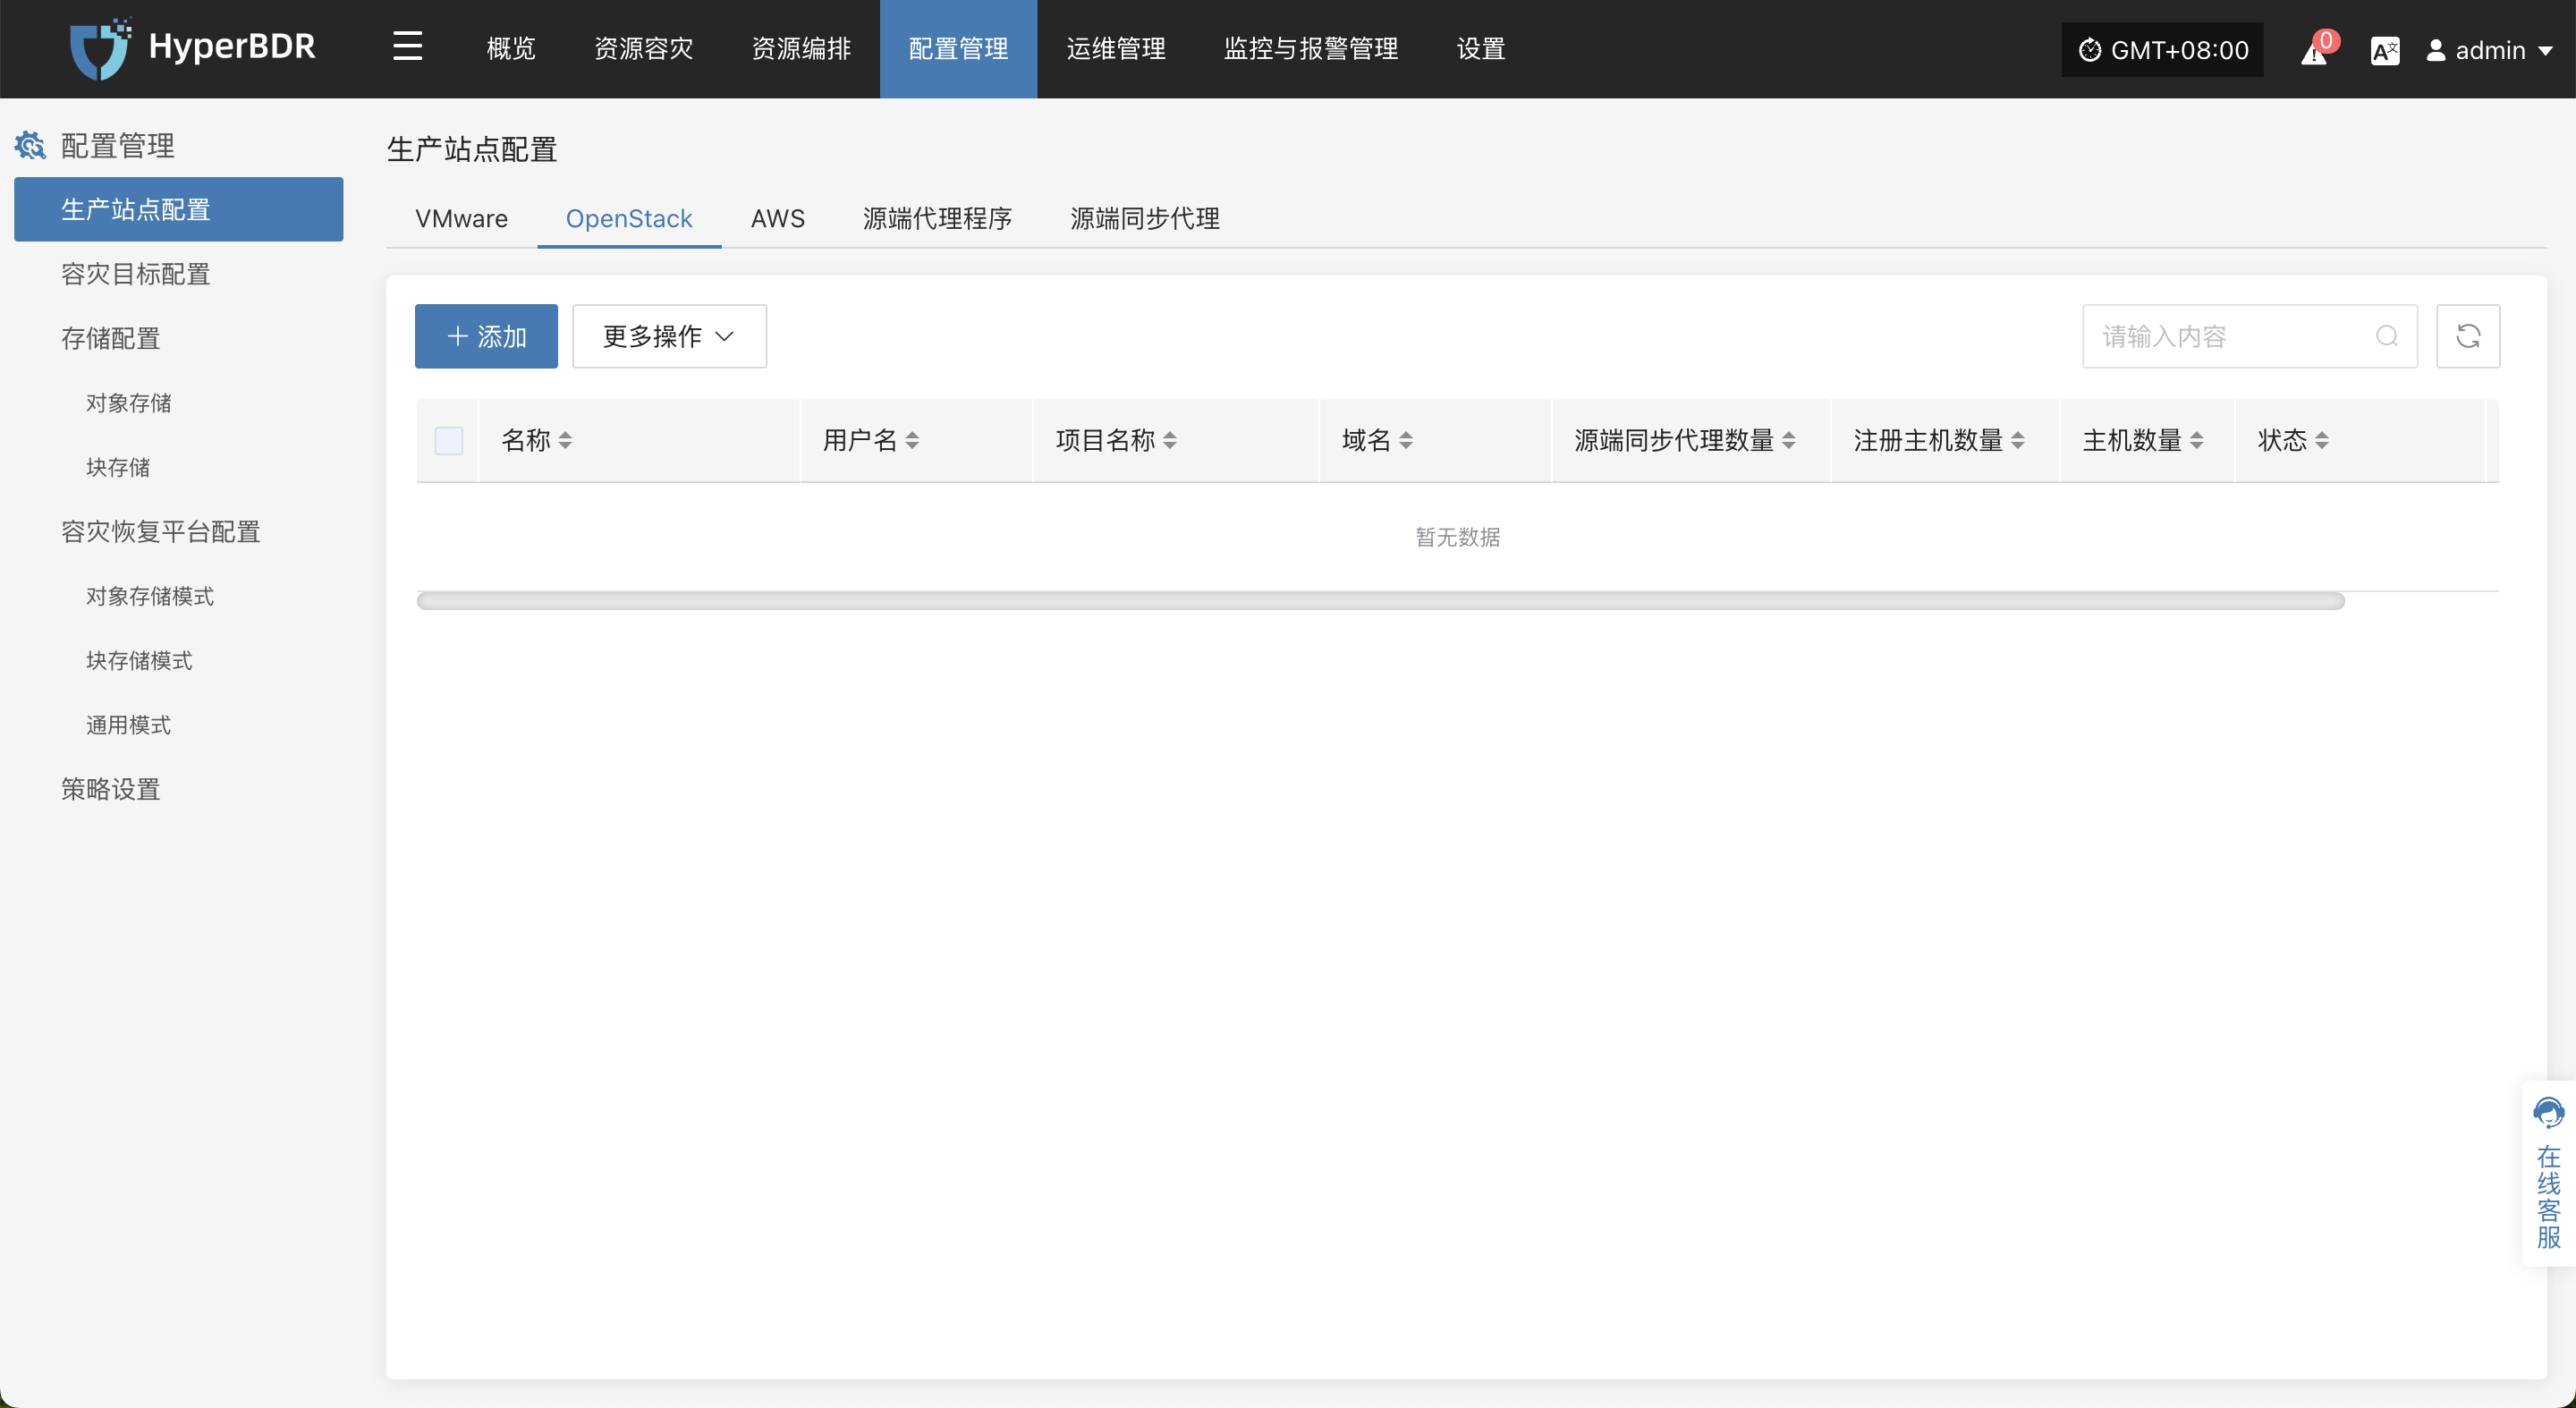 HyperBDR
概览 资源容灾 资源编排 配置管理 运维管理 监控与报警管理 设置 GMT+08:00 0 admin
配置管理
生产站点配置
容灾目标配置
存储配置
对象存储
块存储
容灾恢复平台配置
对象存储模式
块存储模式
通用模式
策略设置
生产站点配置
VMware OpenStack AWS 源端代理程序 源端同步代理
添加 更多操作 请输入内容
名称 用户名 项目名称 域名 源端同步代理数量 注册主机数量 主机数量 状态
暂无数据
在线客服